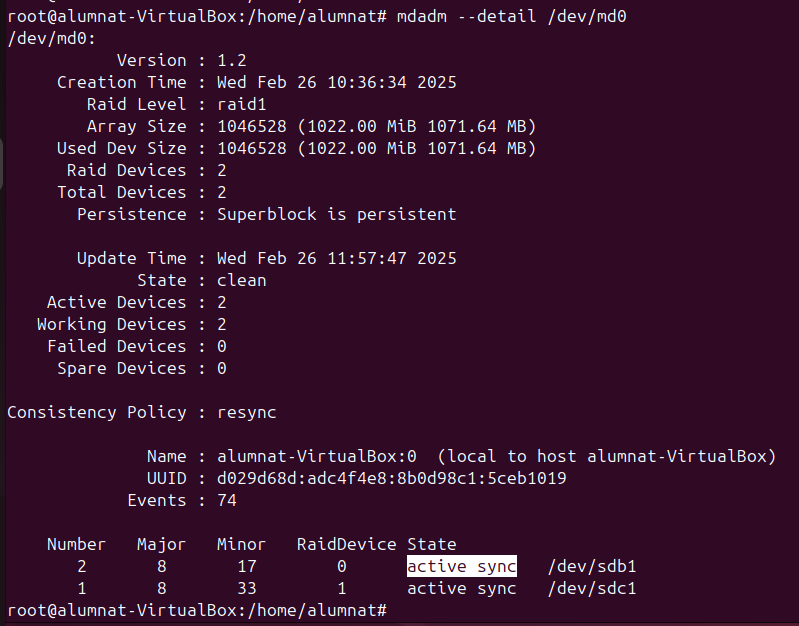 root@alumnat-VirtualBox:/home/alumnat# mdadm --detail /dev/md0
/dev/md0:
           Version : 1.2
     Creation Time : Wed Feb 26 10:36:34 2025
        Raid Level : raid1
        Array Size : 1046528 (1022.00 MiB 1071.64 MB)
     Used Dev Size : 1046528 (1022.00 MiB 1071.64 MB)
      Raid Devices : 2
     Total Devices : 2
       Persistence : Superblock is persistent

       Update Time : Wed Feb 26 11:57:47 2025
             State : clean
    Active Devices : 2
   Working Devices : 2
    Failed Devices : 0
     Spare Devices : 0

Consistency Policy : resync

              Name : alumnat-VirtualBox:0  (local to host alumnat-VirtualBox)
              UUID : d029d68d:adc4f4e8:8b0d98c1:5ceb1019
            Events : 74

    Number   Major   Minor   RaidDevice State
       2       8       17        0      active sync   /dev/sdb1
       1       8       33        1      active sync   /dev/sdc1
root@alumnat-VirtualBox:/home/alumnat#